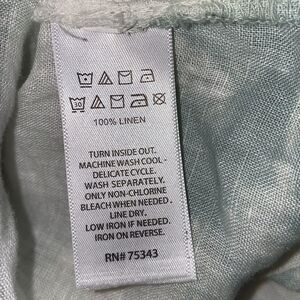 30
100% LINEN
TURN INSIDE OUT.
MACHINE WASH COOL -
DELICATE CYCLE.
WASH SEPARATELY.
ONLY NON-CHLORINE
BLEACH WHEN NEEDED.
LINE DRY.
LOW IRON IF NEEDED.
IRON ON REVERSE.
RN# 75343